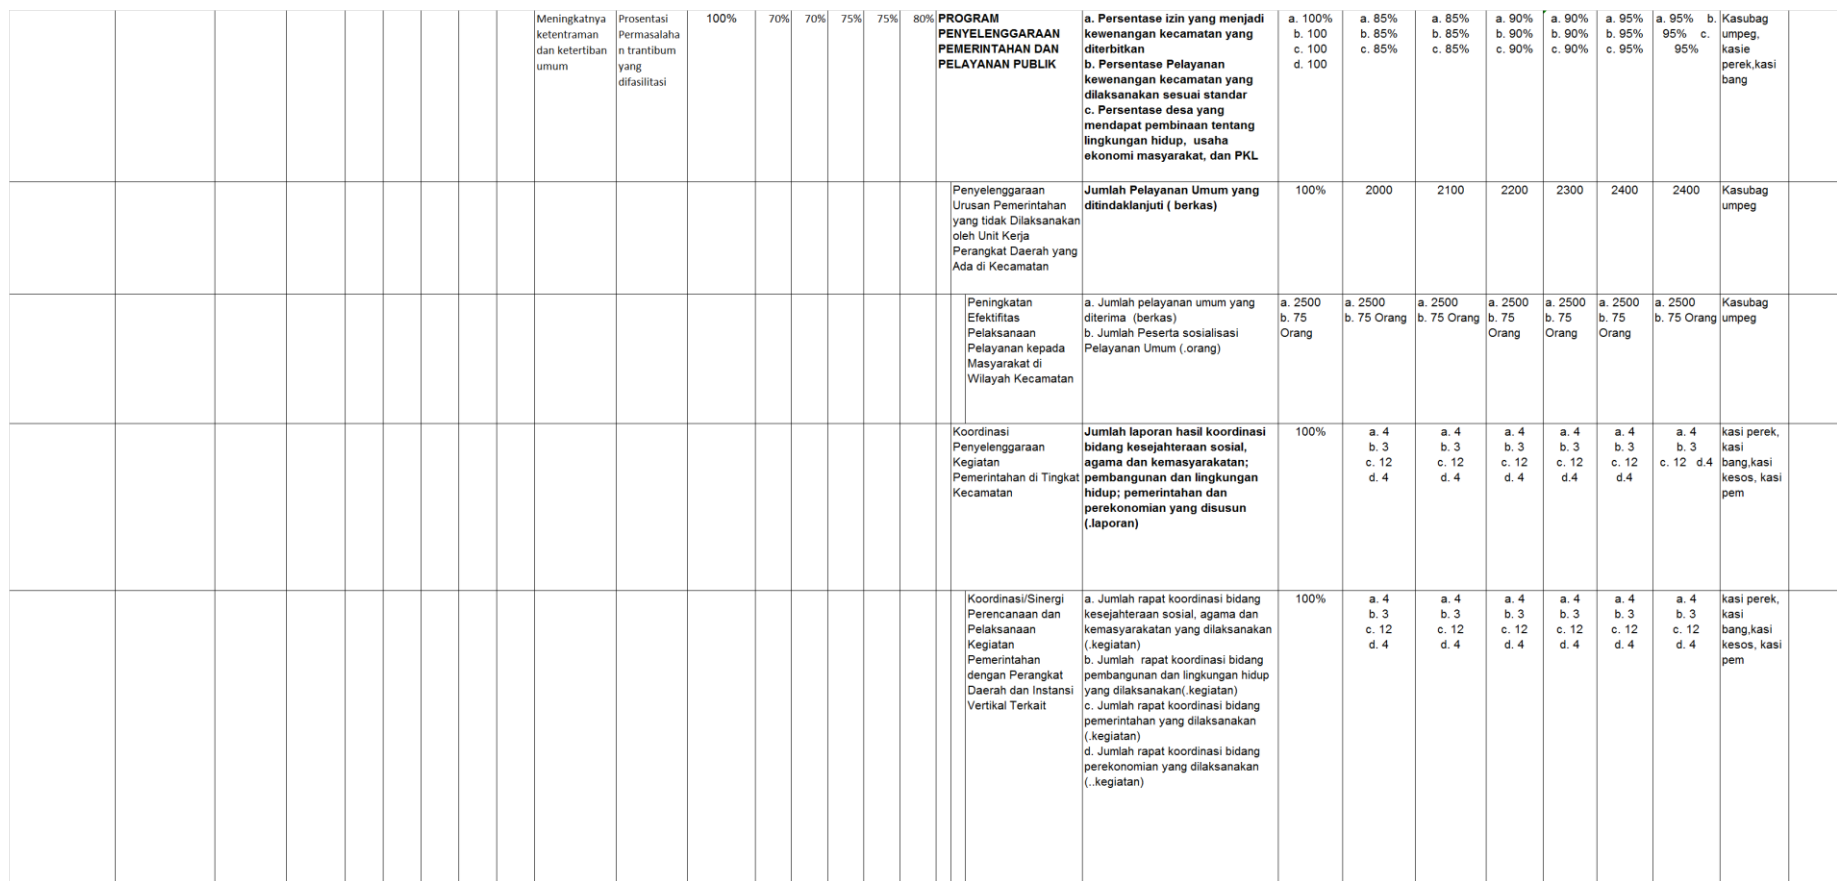 Meningkatnya
ketentraman
dan ketertiban
umum
Prosentasi
Permasalaha
n trantibum
yang
difasilitasi
100%
70%
70%
75%
75%
80%
PROGRAM
PENYELENGGARAAN
PEMERINTAHAN DAN
PELAYANAN PUBLIK
a. Persentase izin yang menjadi
kewenangan kecamatan yang
diterbitkan
b. Persentase Pelayanan
kewenangan kecamatan yang
dilaksanakan sesuai standar
c. Persentase desa yang
mendapat pembinaan tentang
lingkungan hidup,  usaha
ekonomi masyarakat, dan PKL
a. 100%
b. 100
c. 100
d. 100
a. 85%
b. 85%
c. 85%
a. 85%
b. 85%
c. 85%
a. 90%
b. 90%
c. 90%
a. 90%
b. 90%
c. 90%
a. 95%
b. 95%
c. 95%
a. 95%   b.
95%   c.
95%
Kasubag
umpeg,
kasie
perek,kasi
bang
Penyelenggaraan
Urusan Pemerintahan
yang tidak Dilaksanakan
oleh Unit Kerja
Perangkat Daerah yang
Ada di Kecamatan
Jumlah Pelayanan Umum yang
ditindaklanjuti ( berkas)
100%
2000
2100
2200
2300
2400
2400
Kasubag
umpeg
Peningkatan
Efektifitas
Pelaksanaan
Pelayanan kepada
Masyarakat di
Wilayah Kecamatan
a. Jumlah pelayanan umum yang
diterima  (berkas)
b. Jumlah Peserta sosialisasi
Pelayanan Umum (.orang)
a. 2500
b. 75
Orang
a. 2500
b. 75 Orang
a. 2500
b. 75 Orang
a. 2500
b. 75
Orang
a. 2500
b. 75
Orang
a. 2500
b. 75
Orang
a. 2500
b. 75 Orang
Kasubag
umpeg
Koordinasi
Penyelenggaraan
Kegiatan
Pemerintahan di Tingkat
Kecamatan
Jumlah laporan hasil koordinasi
bidang kesejahteraan sosial,
agama dan kemasyarakatan;
pembangunan dan lingkungan
hidup; pemerintahan dan
perekonomian yang disusun
(.laporan)
100%
a. 4
b. 3
c. 12
d. 4
a. 4
b. 3
c. 12
d. 4
a. 4
b. 3
c. 12
d. 4
a. 4
b. 3
c. 12
d.4
a. 4
b. 3
c. 12
d.4
a. 4
b. 3
c. 12   d.4
kasi perek,
kasi
bang,kasi
kesos, kasi
pem
Koordinasi/Sinergi
Perencanaan dan
Pelaksanaan
Kegiatan
Pemerintahan
dengan Perangkat
Daerah dan Instansi
Vertikal Terkait
a. Jumlah rapat koordinasi bidang
kesejahteraan sosial, agama dan
kemasyarakatan yang dilaksanakan
(.kegiatan)
b. Jumlah  rapat koordinasi bidang
pembangunan dan lingkungan hidup
yang dilaksanakan(.kegiatan)
c. Jumlah rapat koordinasi bidang
pemerintahan yang dilaksanakan
(.kegiatan)
d. Jumlah rapat koordinasi bidang
perekonomian yang dilaksanakan
(..kegiatan)
100%
a. 4
b. 3
c. 12
d. 4
a. 4
b. 3
c. 12
d. 4
a. 4
b. 3
c. 12
d. 4
a. 4
b. 3
c. 12
d. 4
a. 4
b. 3
c. 12
d. 4
a. 4
b. 3
c. 12
d. 4
kasi perek,
kasi
bang,kasi
kesos, kasi
pem